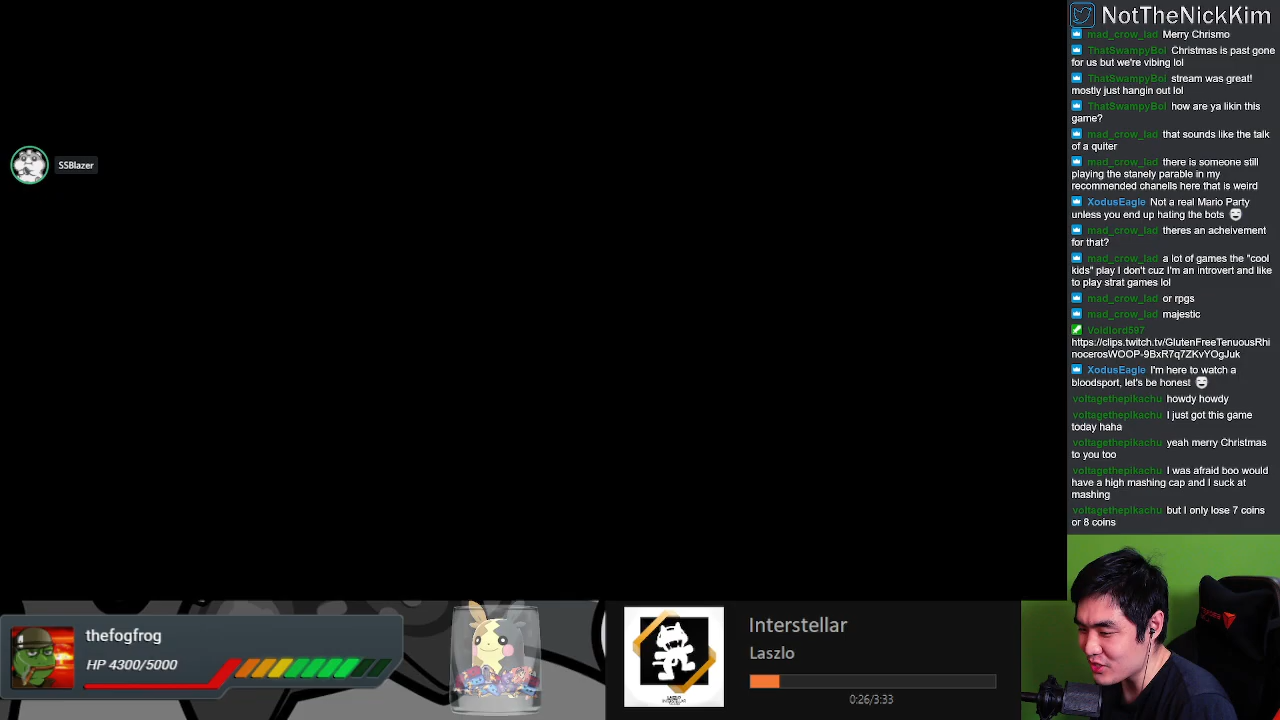 NotTheNickKim
mad_crow_lad Merry Chrismo
ThatSwampyBoi Christmas is past gone
for us but we're vibing lol
ThatSwampyBoi stream was great!
mostly just hangin out lol
ThatSwampyBoi how are ya likin this
game?
mad_crow_lad that sounds like the talk
of a quiter
mad_crow_lad there is someone still
playing the stanely parable in my
recommended chanells here that is weird
XodusEagle Not a real Mario Party
unless you end up hating the bots
mad_crow_lad theres an acheivement
for that?
mad_crow_lad a lot of games the "cool
kids" play I don't cuz I'm an introvert and like
to play strat games lol
mad_crow_lad or rpgs
mad_crow_lad majestic
Voidlord597
https://clips.twitch.tv/GlutenFreeTenuousRhi
nocerosWOOP-9BxR7q7ZKvYOgJuk
XodusEagle I'm here to watch a
bloodsport, let's be honest
voltagethepikachu howdy howdy
voltagethepikachu I just got this game
today haha
voltagethepikachu yeah merry Christmas
to you too
voltagethepikachu I was afraid boo would
have a high mashing cap and I suck at
mashing
voltagethepikachu but I only lose 7 coins
or 8 coins
SSBlazer
thefogfrog
HP 4300/5000
Interstellar
Laszlo
0:26/3:33